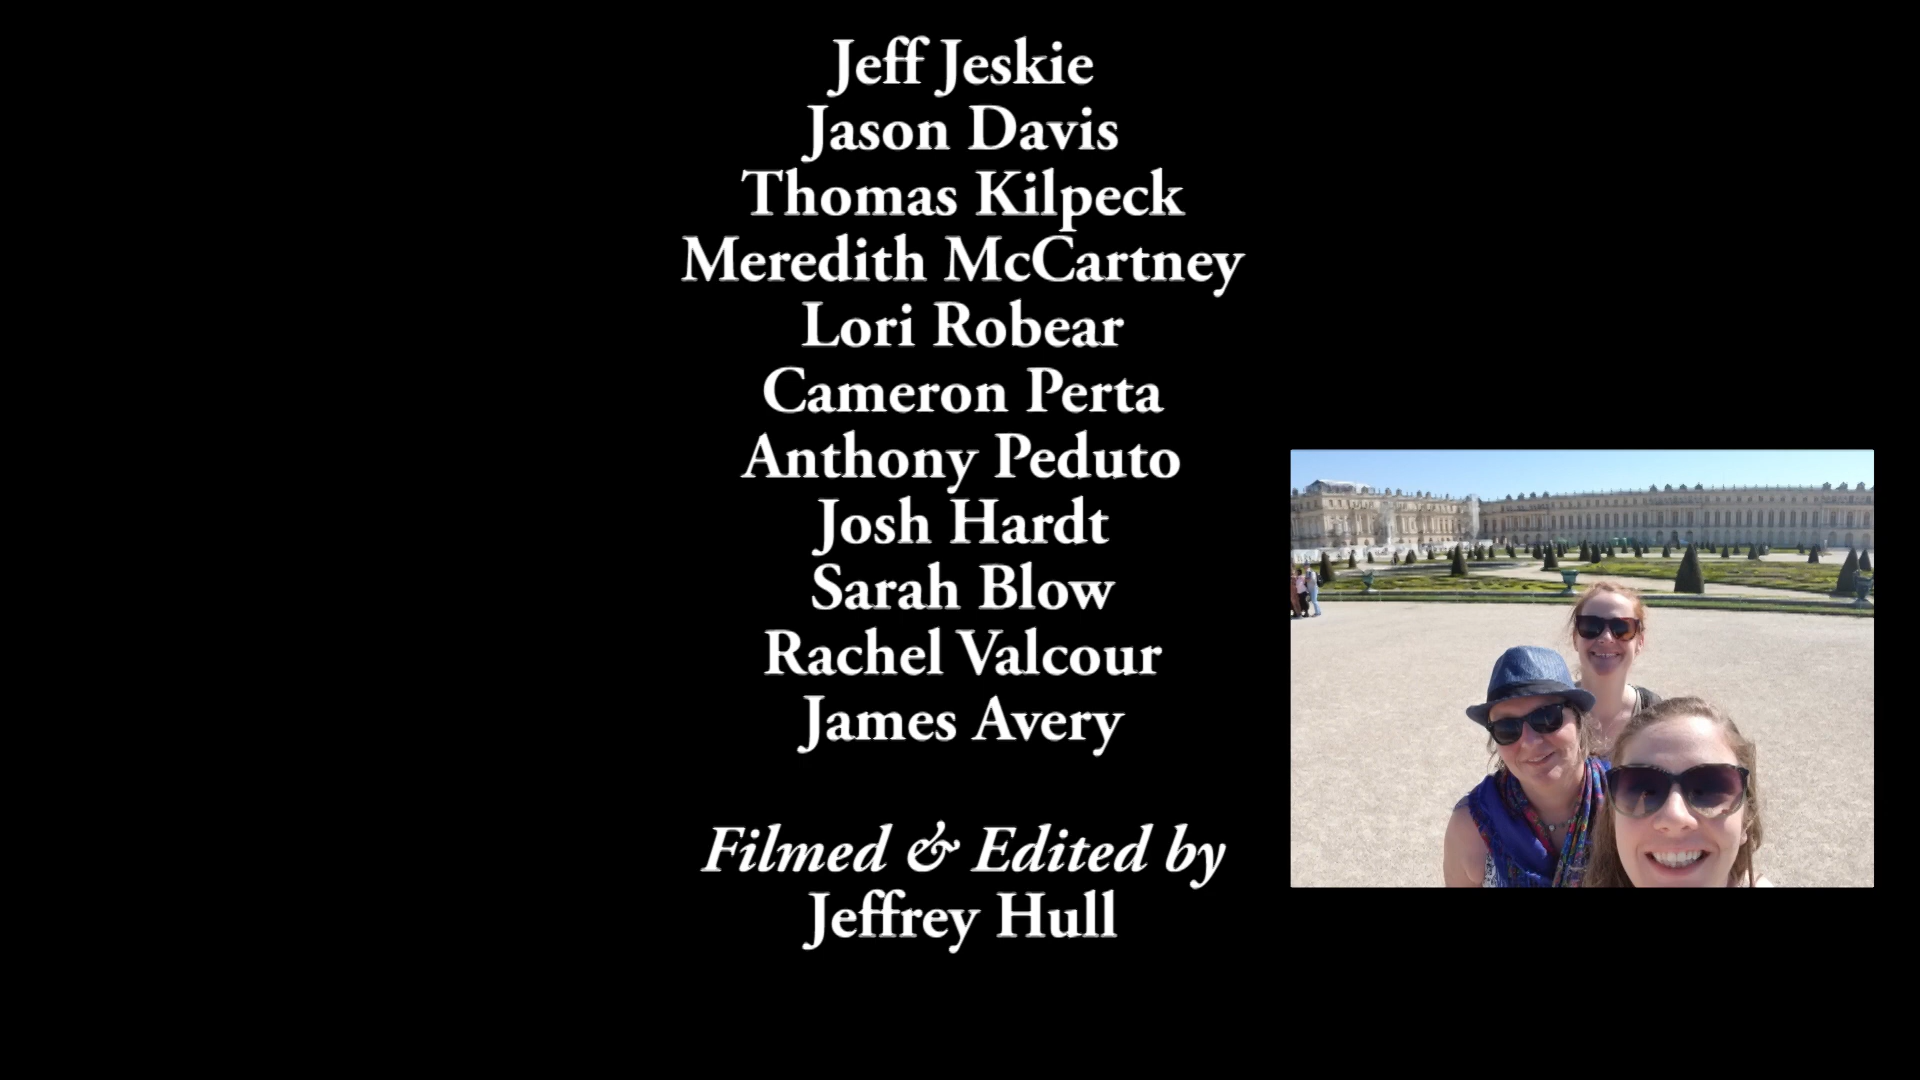 Jeff Jeskie
Jason Davis
Thomas Kilpeck
Meredith McCartney
Lori Robear
Cameron Perta
Anthony Peduto
Josh Hardt
Sarah Blow
Rachel Valcour
James Avery
Filmed & Edited by
Jeffrey Hull